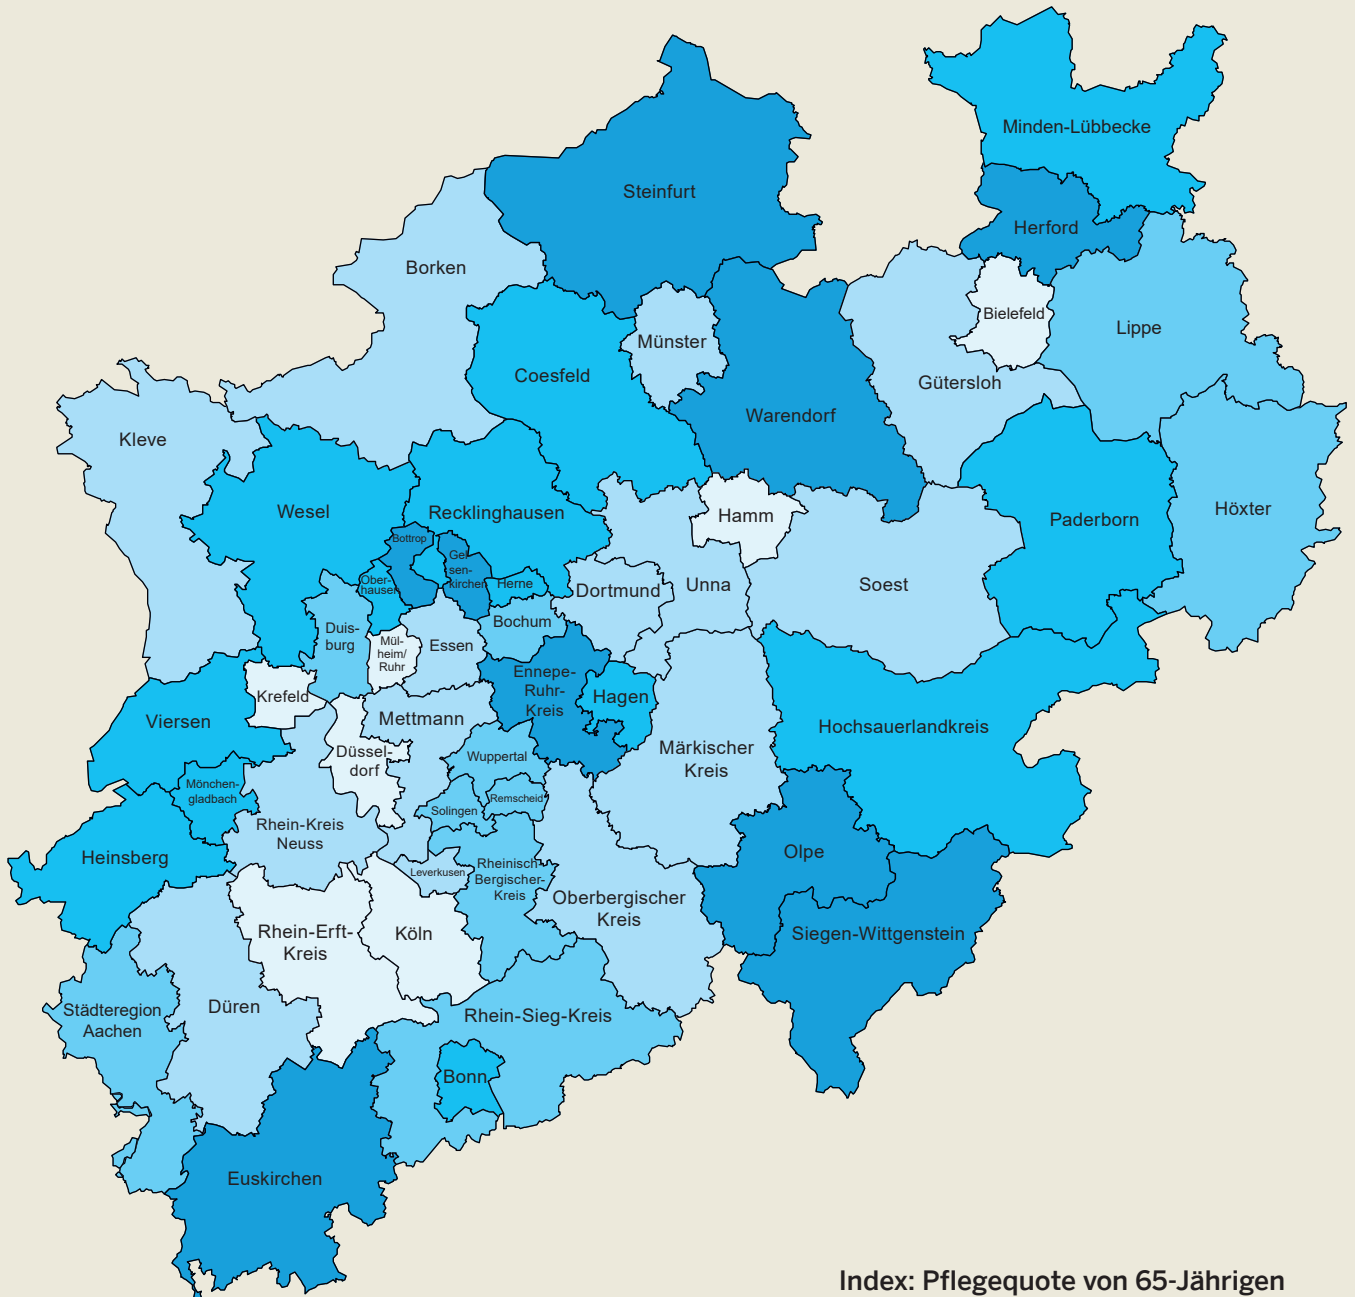 Minden-Lübbecke
Steinfurt
Herford
Borken
Bielefeld
Lippe
Münster
Coesfeld
Gütersloh
Warendorf
Kleve
Wesel
Recklinghausen
Hamm
Paderborn
Höxter
Bottrop
Gel-
sen-
kirchen
Ober-
hausen
Herne
Dortmund
Unna
Soest
Duis-
burg
Bochum
Mül-
heim/
Ruhr
Essen
Ennepe-
Ruhr-
Kreis
Hagen
Krefeld
Viersen
Mettmann
Hochsauerlandkreis
Düssel-
dorf
Wuppertal
Märkischer
Kreis
Mönchen-
gladbach
Solingen
Remscheid
Rhein-Kreis
Neuss
Heinsberg
Olpe
Leverkusen
Rheinisch-
Bergischer-
Kreis
Oberbergischer
Kreis
Rhein-Erft-
Kreis
Köln
Siegen-Wittgenstein
Städteregion
Aachen
Düren
Rhein-Sieg-Kreis
Bonn
Euskirchen
Index: Pflegequote von 65-Jährigen